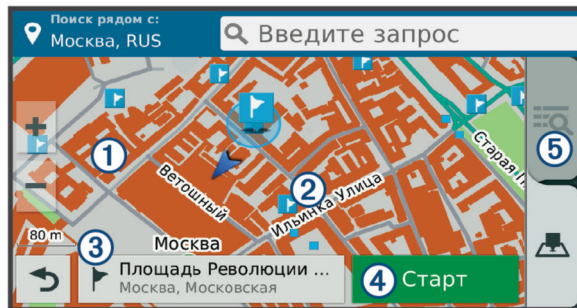 Поиск рядом с:
Москва, RUS
Введите запрос
1
5
Старая
Ветошный
2
Ильинка Улица
80 m
3
Москва
Площадь Революции ...
Москва, Московская
4
Старт